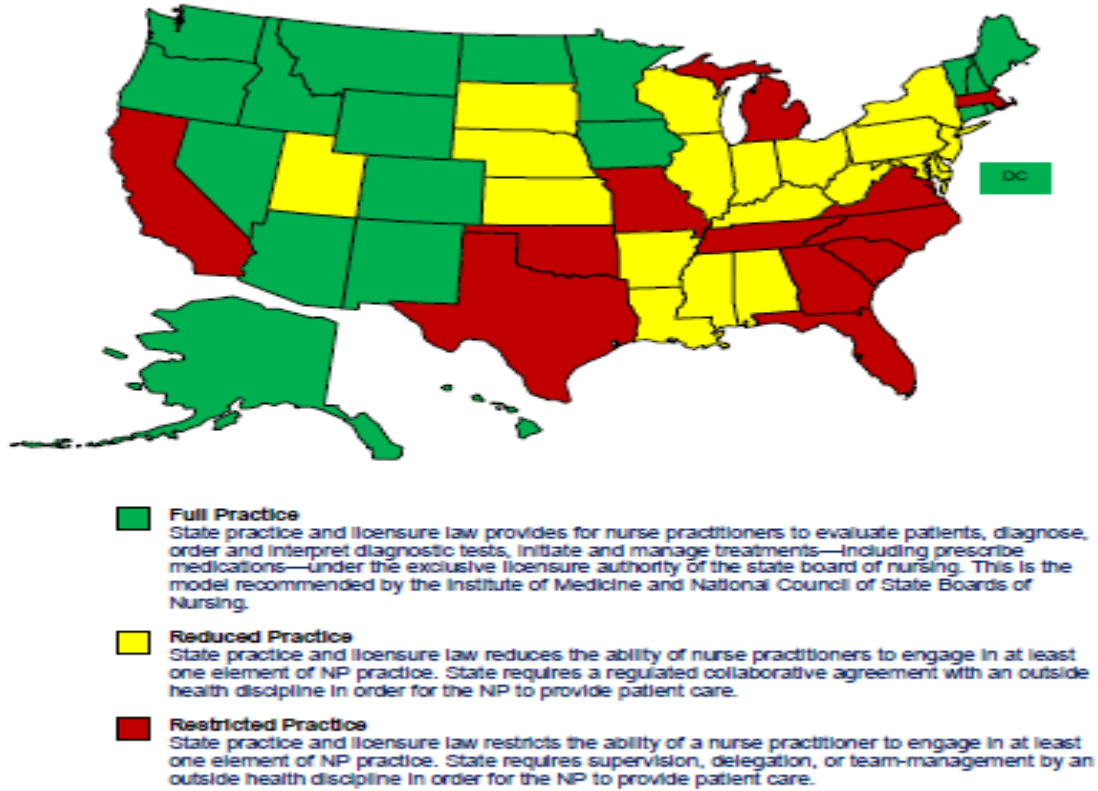 DC
Full Practice
State practice and licensure law provides for nurse practitioners to evaluate patients, diagnose,
order and interpret diagnostic tests, initiate and manage treatments—including prescribe
medications—under the exclusive licensure authority of the state board of nursing. This is the
model recommended by the Institute of Medicine and National Council of State Boards of
Nursing.
Reduced Practice
State practice and licensure law reduces the ability of nurse practitioners to engage in at least
one element of NP practice. State requires a regulated collaborative agreement with an outside
health discipline in order for the NP to provide patient care.
Restricted Practice
State practice and licensure law restricts the ability of a nurse practitioner to engage in at least
one element of NP practice. State requires supervision, delegation, or team-management by an
outside health discipline in order for the NP to provide patient care.